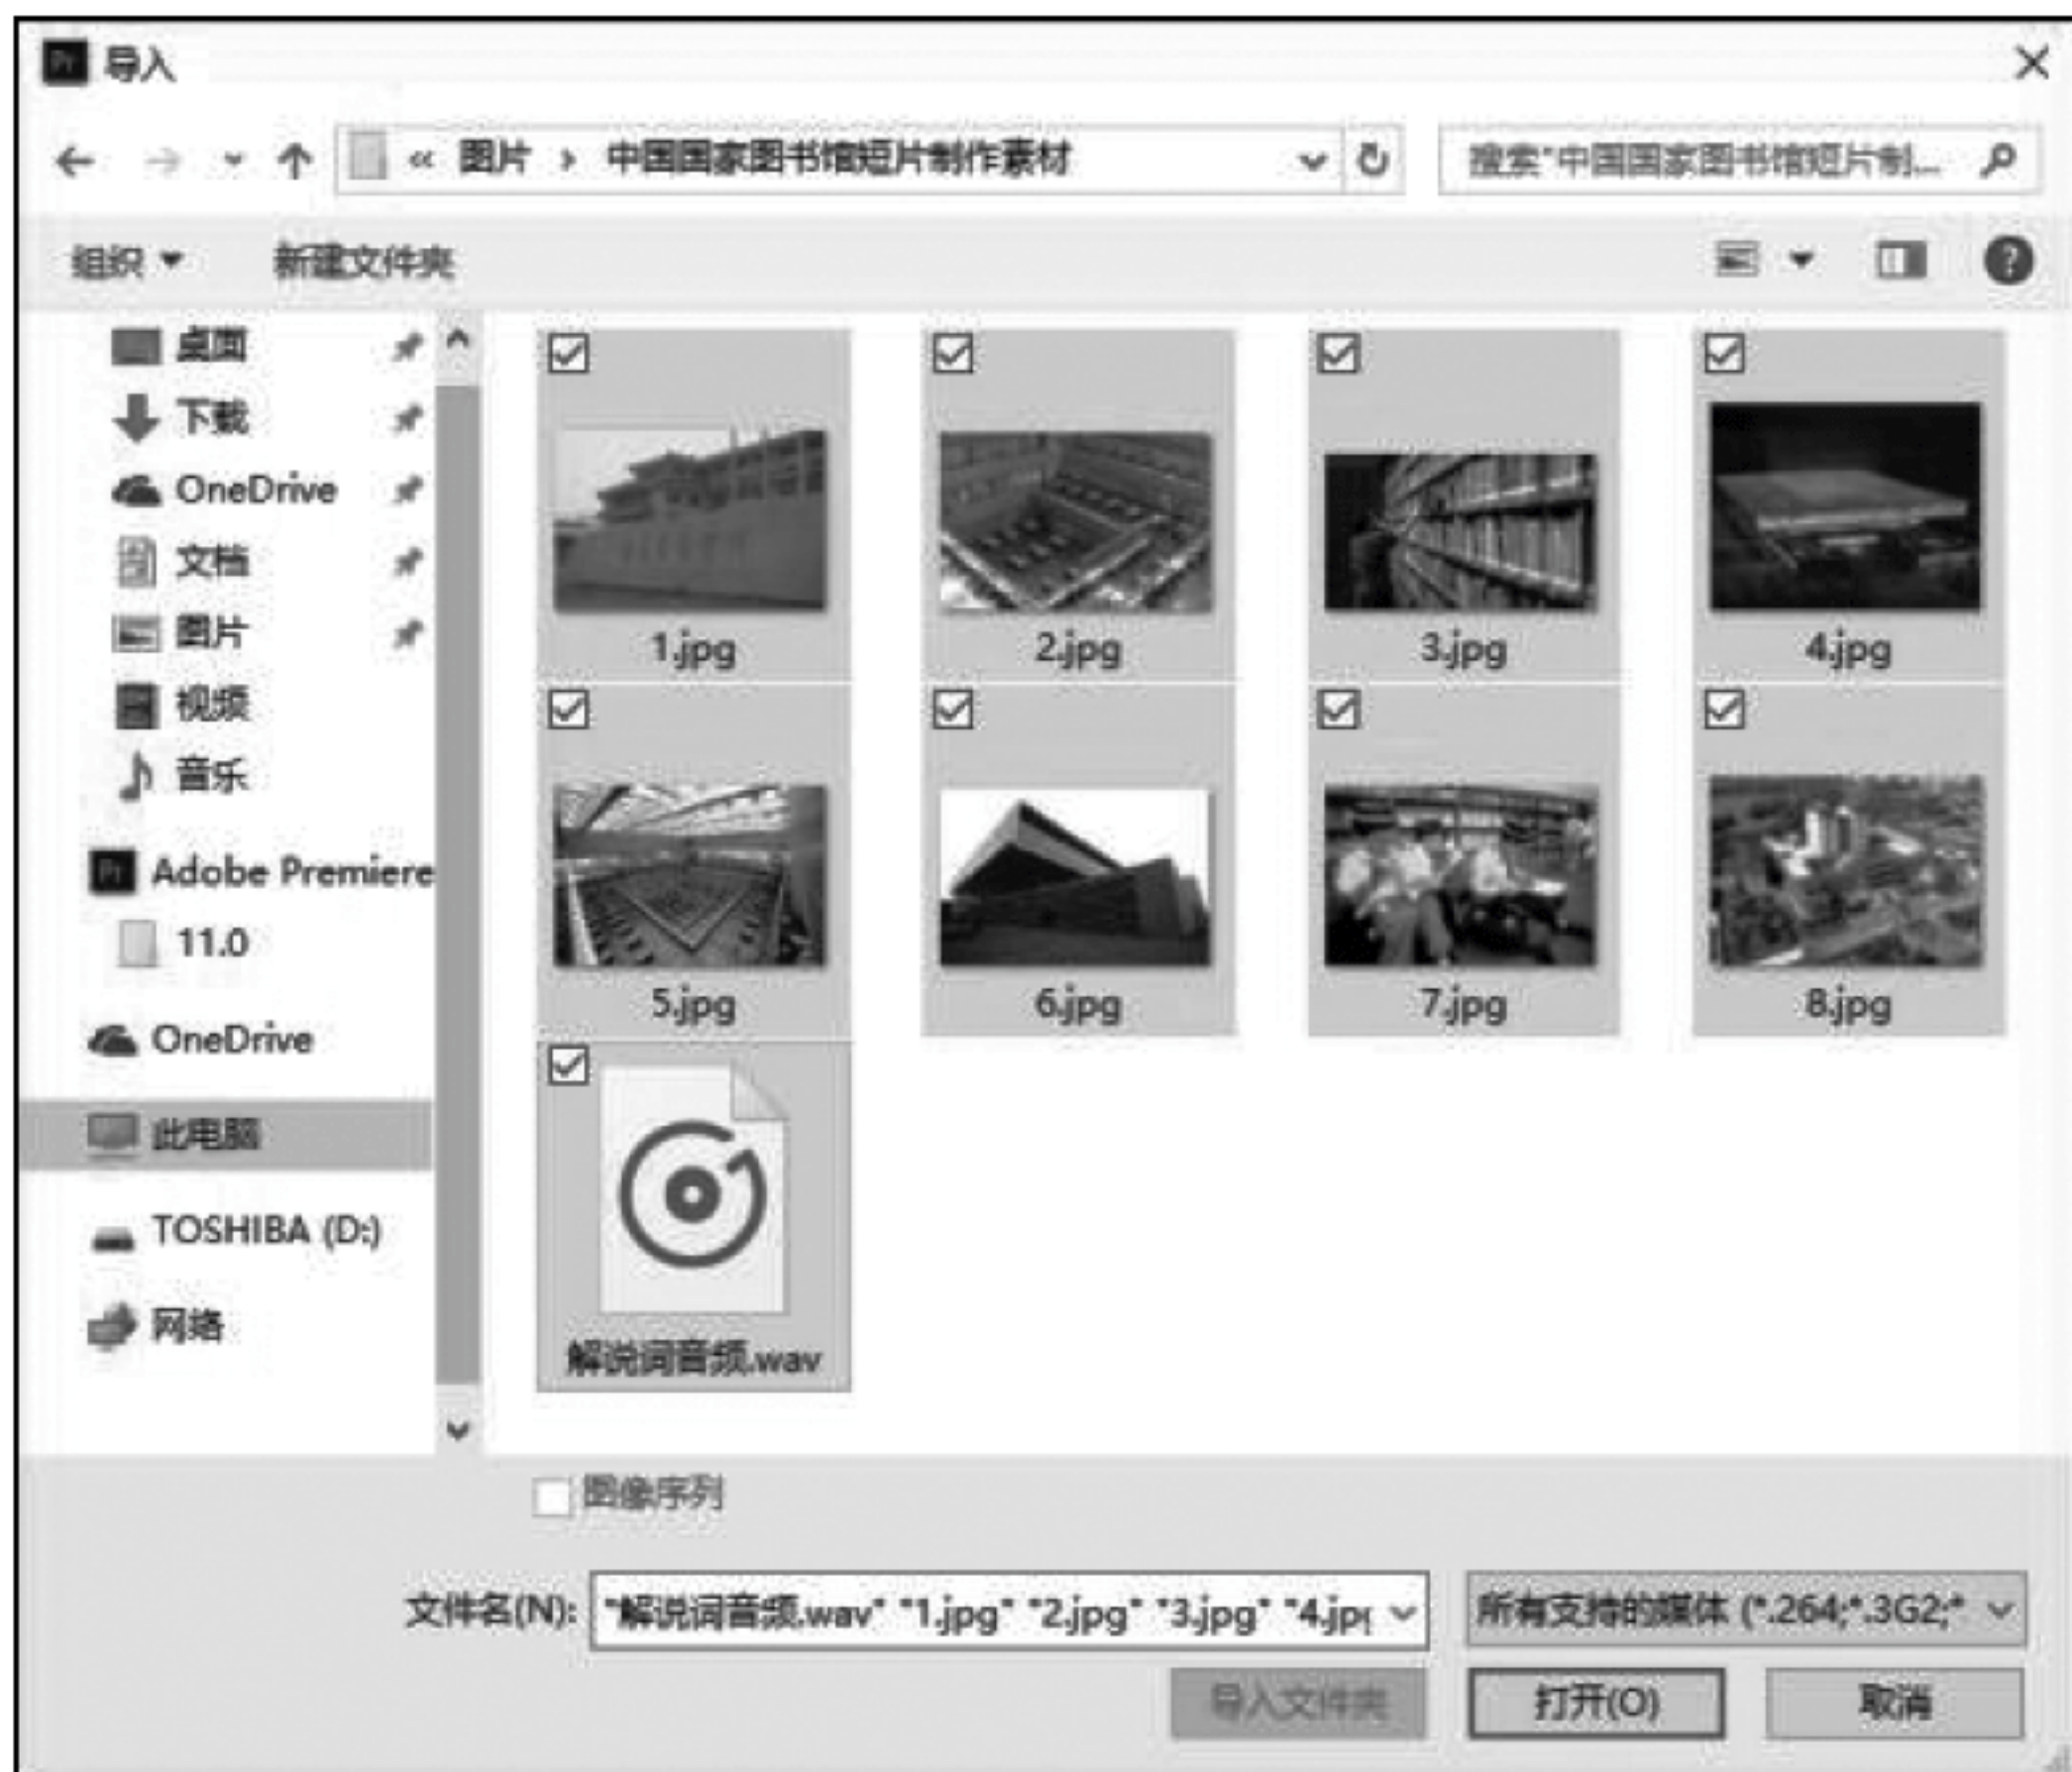 Pr 导入
« 图片 › 中国国家图书馆短片制作素材
搜索"中国国家图书馆短片制...
组织 新建文件夹
桌面
下载
OneDrive
文档
图片
视频
音乐
Pr Adobe Premiere
11.0
OneDrive
此电脑
TOSHIBA (D:)
网络
1.jpg 2.jpg 3.jpg 4.jpg
5.jpg 6.jpg 7.jpg 8.jpg
解说词音频.wav
图像序列
文件名(N): "解说词音频.wav" "1.jpg" "2.jpg" "3.jpg" "4.jpg
所有支持的媒体 (*.264;*.3G2;*
导入文件夹 打开(O) 取消